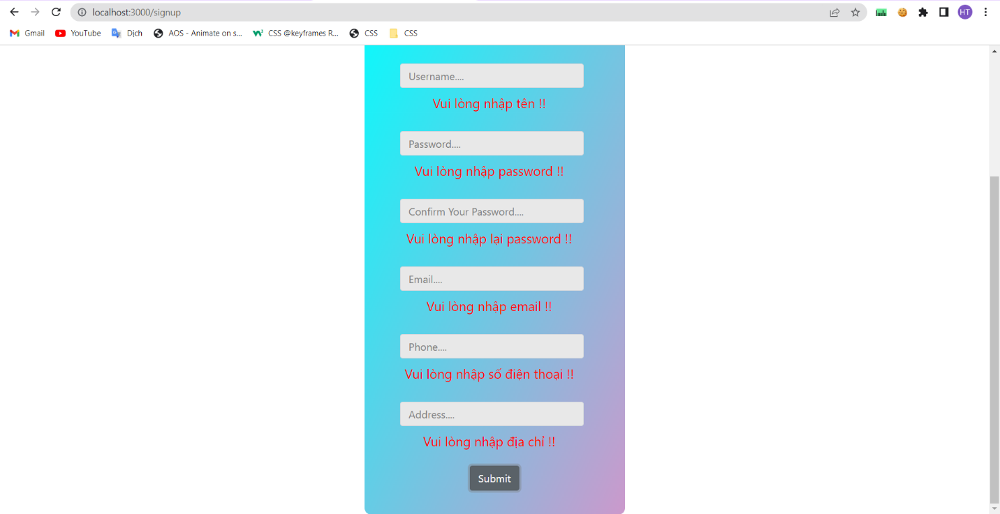 localhost:3000/signup
HT
Gmail YouTube Dịch AOS - Animate on s... CSS @keyframes R... CSS CSS
Username....
Vui lòng nhập tên !!
Password....
Vui lòng nhập password !!
Confirm Your Password....
Vui lòng nhập lại password !!
Email....
Vui lòng nhập email !!
Phone....
Vui lòng nhập số điện thoại !!
Address....
Vui lòng nhập địa chỉ !!
Submit